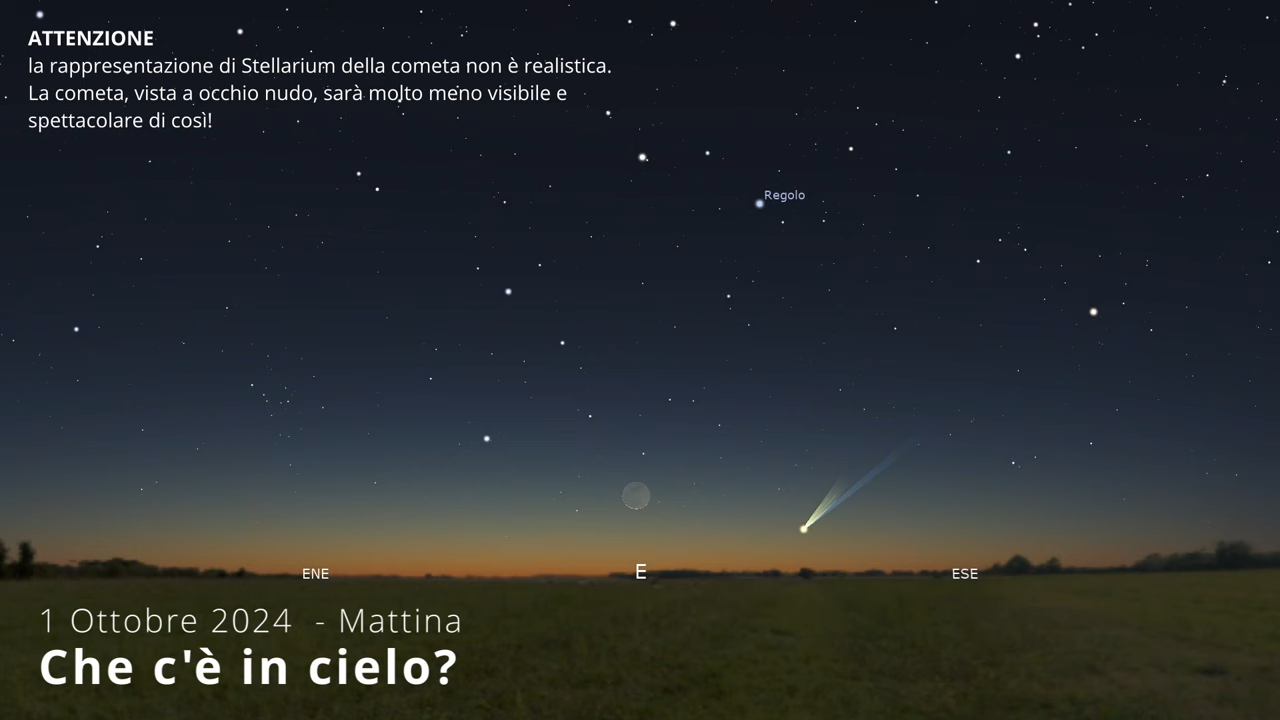 ATTENZIONE
la rappresentazione di Stellarium della cometa non è realistica.
La cometa, vista a occhio nudo, sarà molto meno visibile e
spettacolare di così!
Regolo
ENE
E
ESE
1 Ottobre 2024 - Mattina
Che c'è in cielo?